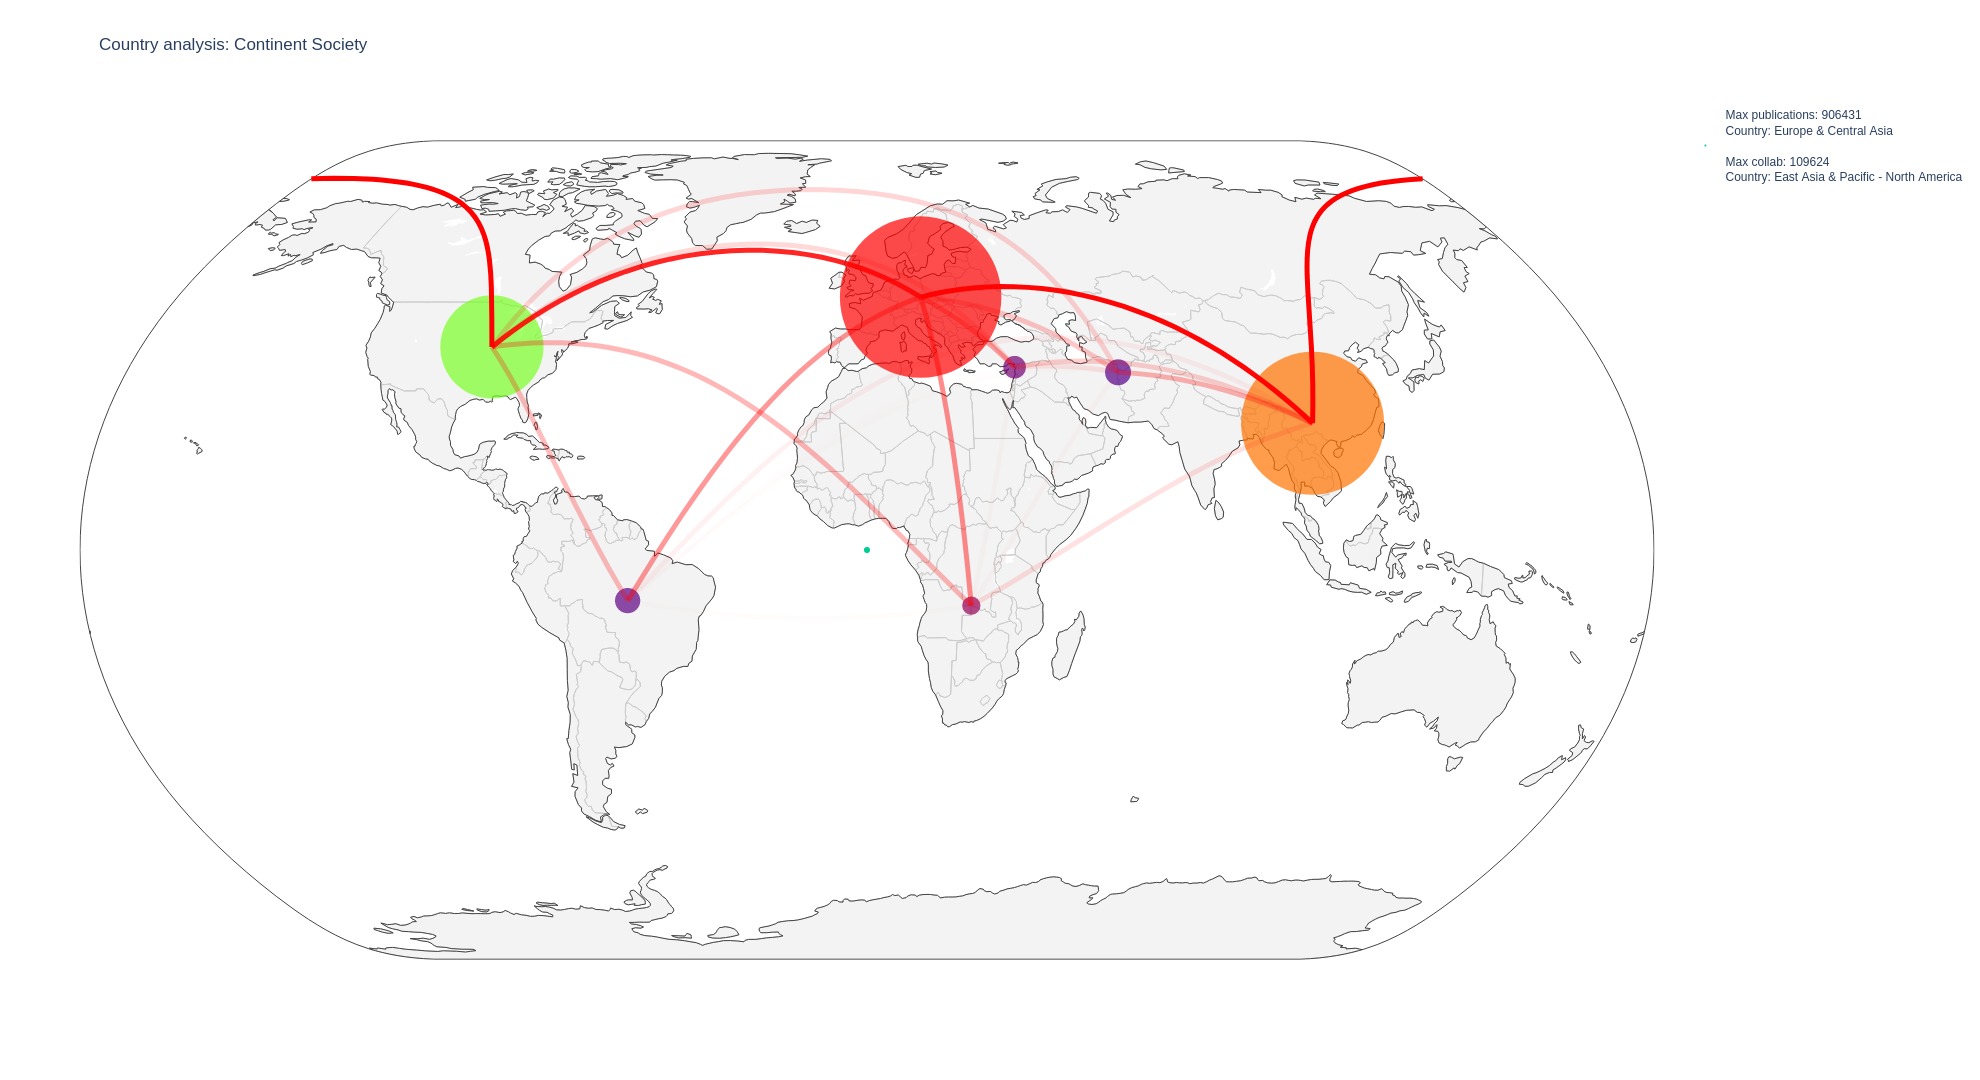 Country analysis: Continent Society
Max publications: 906431
Country: Europe & Central Asia
Max collab: 109624
Country: East Asia & Pacific - North America